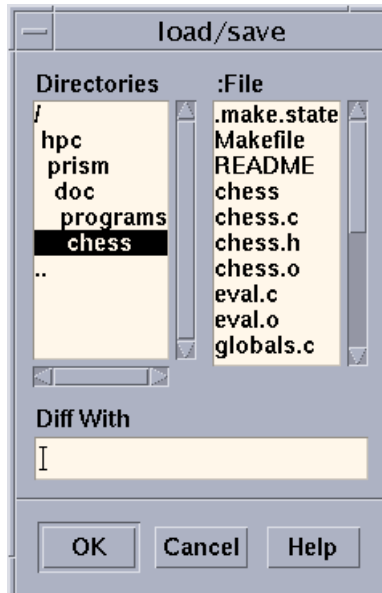 load/save
Directories
/
hpc
prism
doc
programs
chess
..
:File
.make.state
Makefile
README
chess
chess.c
chess.h
chess.o
eval.c
eval.o
globals.c
Diff With
OK
Cancel
Help